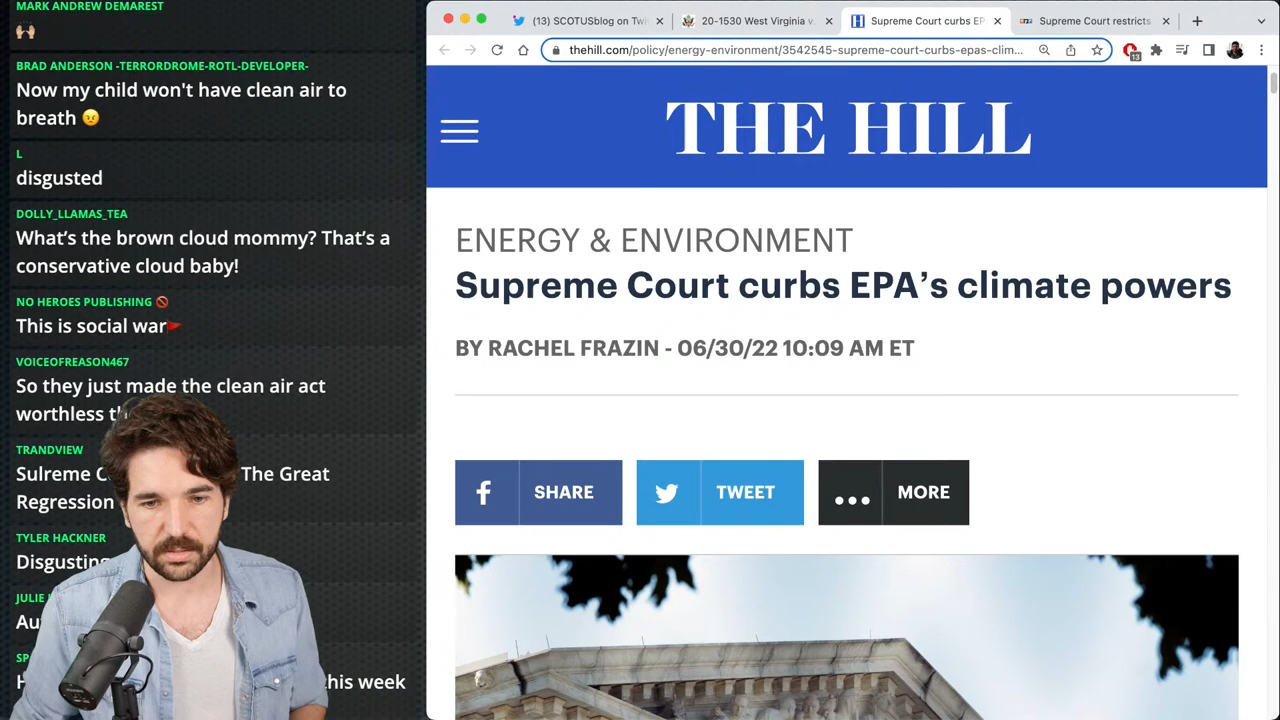 MARK ANDREW DEMAREST
BRAD ANDERSON -TERRORDROME-ROTL-DEVELOPER-
Now my child won't have clean air to
breath
L
disgusted
DOLLY_LLAMAS_TEA
What's the brown cloud mommy? That's a
conservative cloud baby!
NO HEROES PUBLISHING
This is social war
VOICEOFREASON467
So they just made the clean air act
worthless
TRANDVIEW
Sulreme The Great
Regression
TYLER HACKNER
Disgusting
JULIE
this week
(13) SCOTUSblog on Twi
20-1530 West Virginia v.
Supreme Court curbs EP
Supreme Court restricts
thehill.com/policy/energy-environment/3542545-supreme-court-curbs-epas-clim...
13
THE HILL
ENERGY & ENVIRONMENT
Supreme Court curbs EPA's climate powers
BY RACHEL FRAZIN - 06/30/22 10:09 AM ET
SHARE
TWEET
MORE